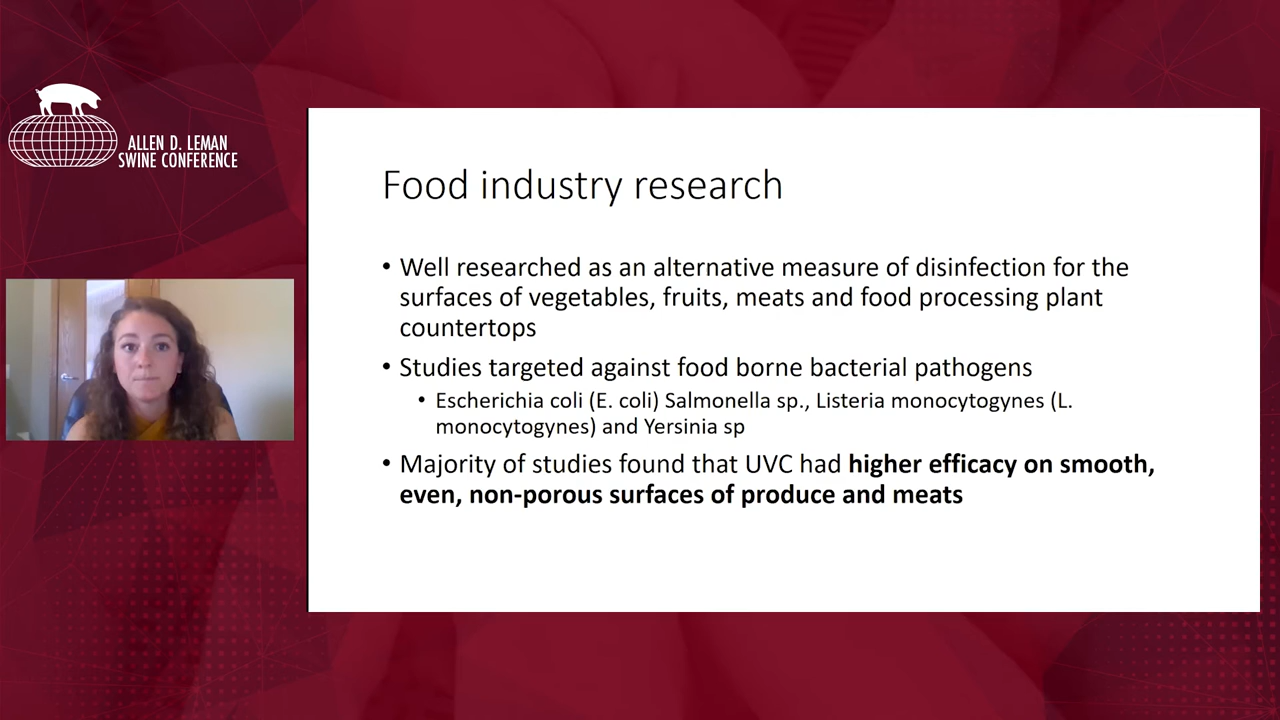 ALLEN D. LEMAN
SWINE CONFERENCE
Food industry research
• Well researched as an alternative measure of disinfection for the
surfaces of vegetables, fruits, meats and food processing plant
countertops
• Studies targeted against food borne bacterial pathogens
• Escherichia coli (E. coli) Salmonella sp., Listeria monocytogynes (L.
monocytogynes) and Yersinia sp
• Majority of studies found that UVC had higher efficacy on smooth,
even, non-porous surfaces of produce and meats